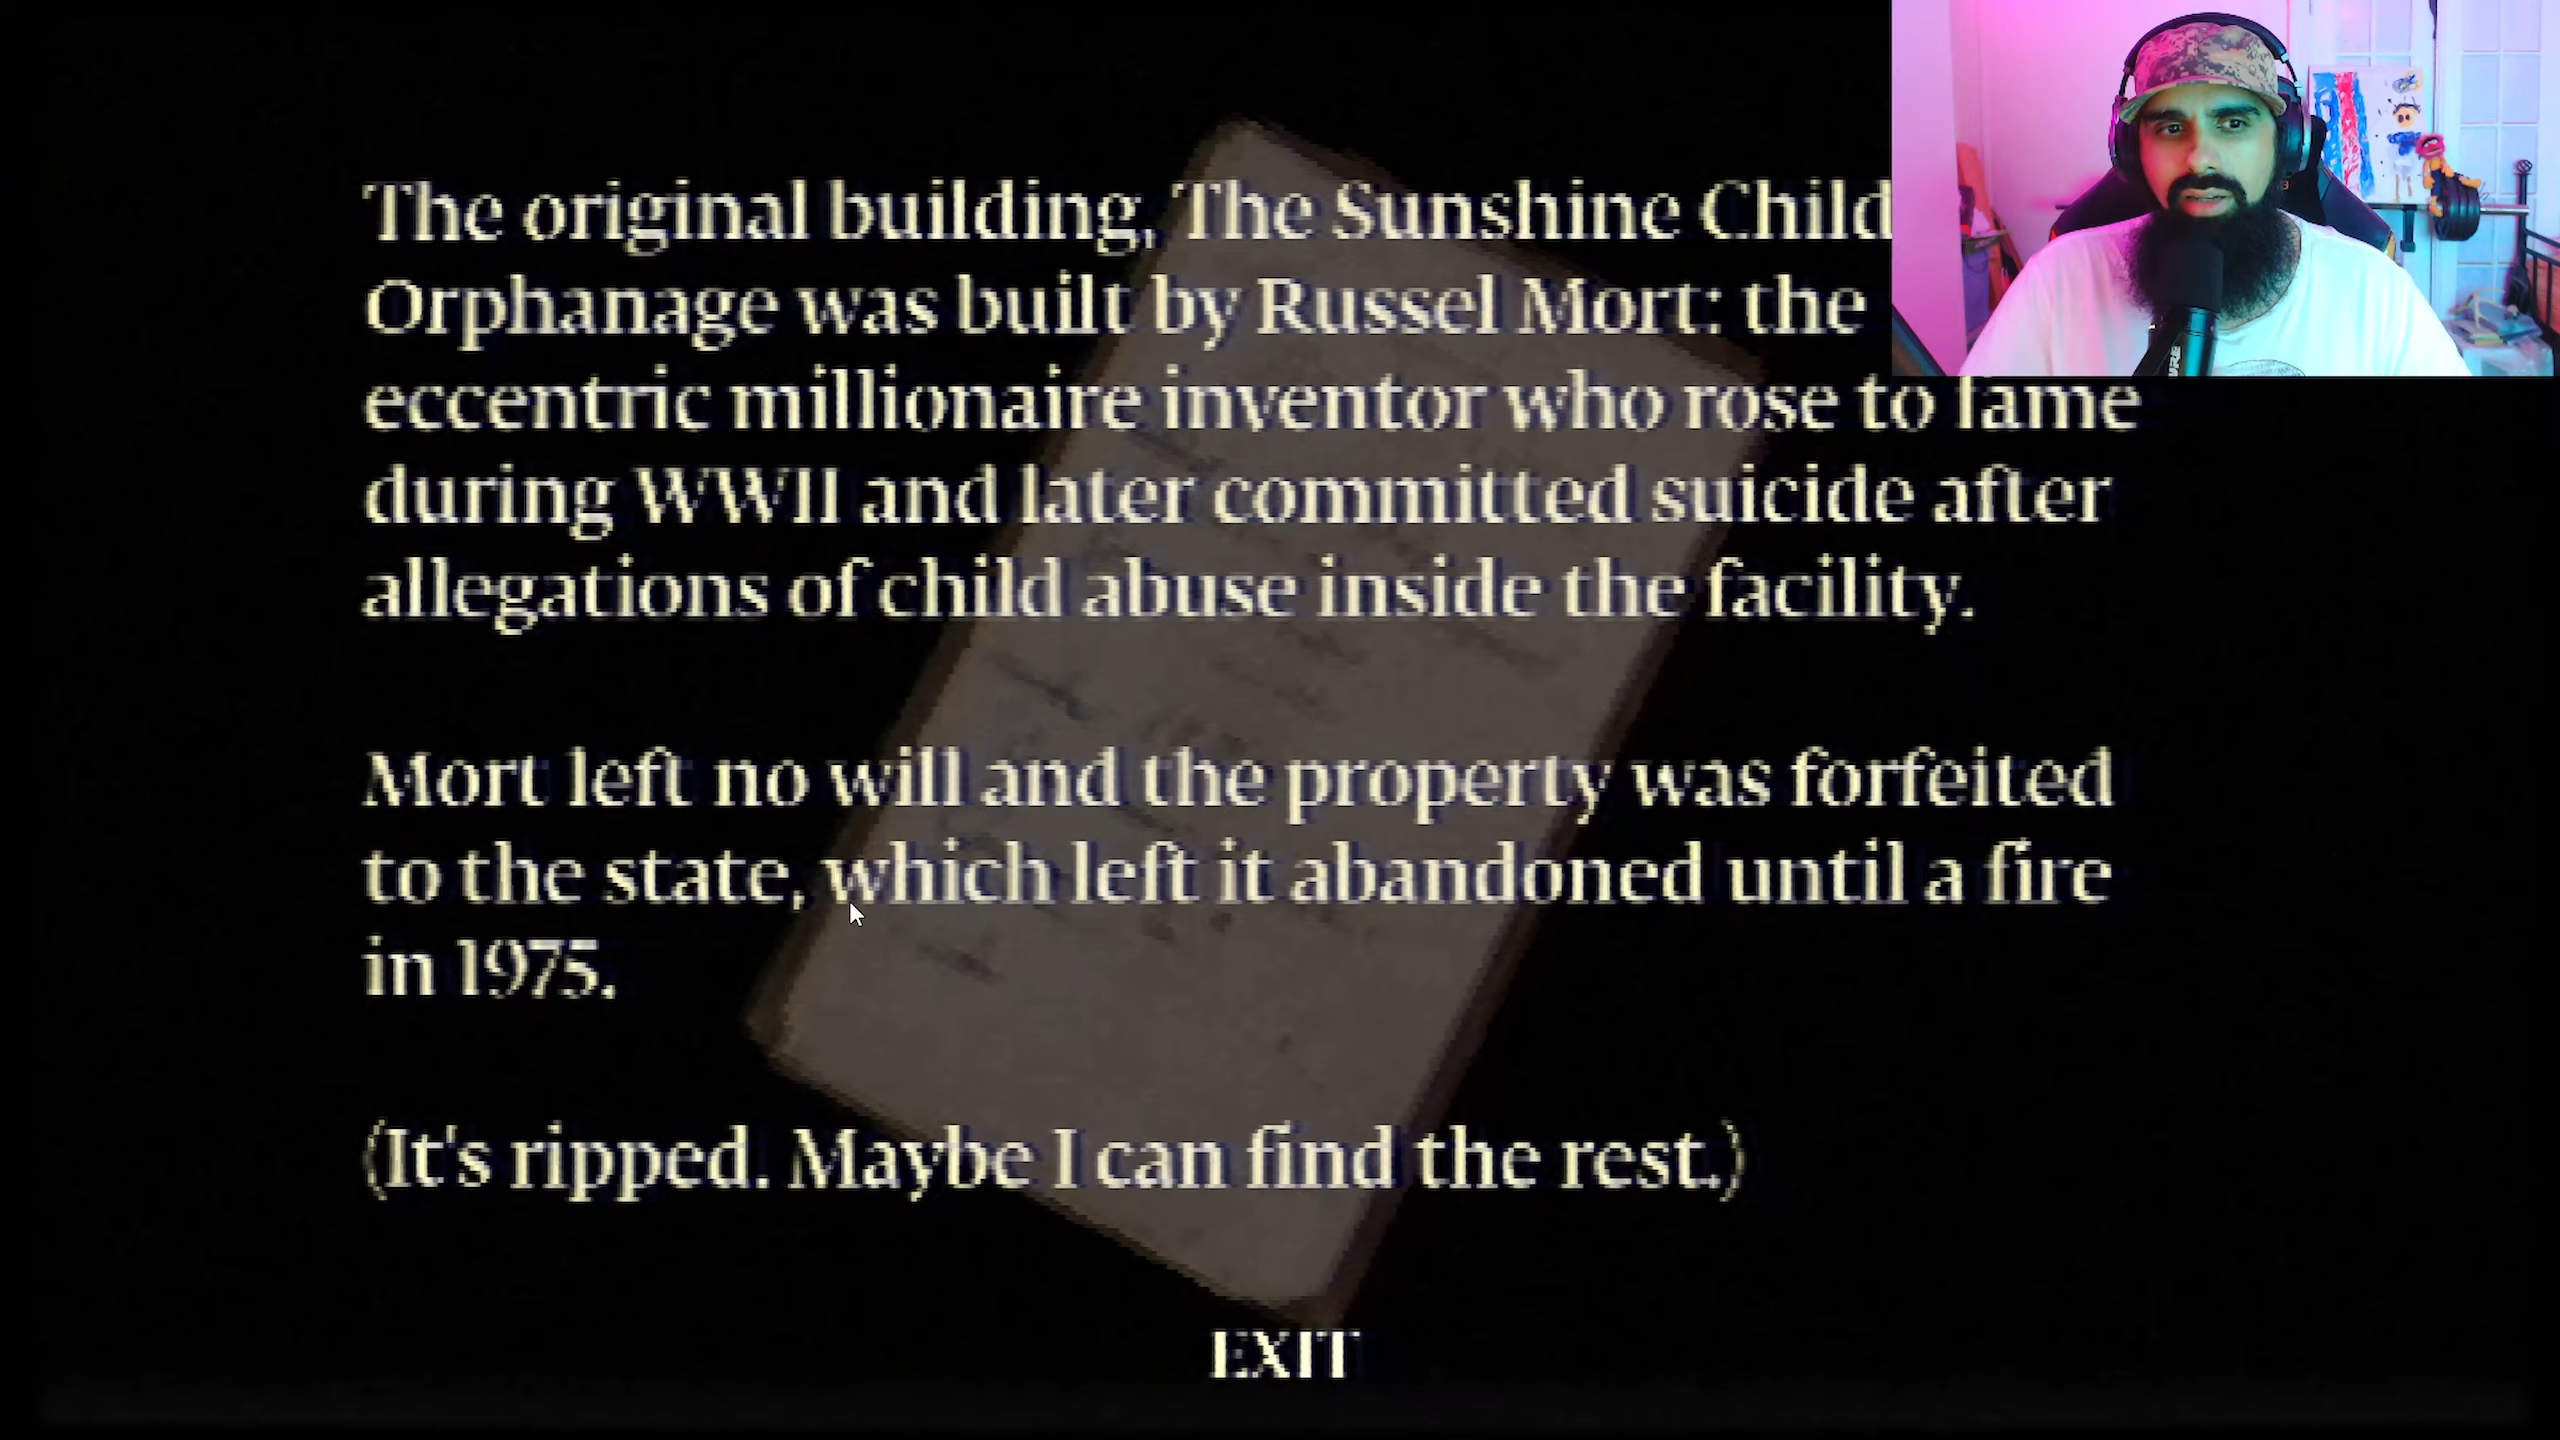 The original building, The Sunshine Child
Orphanage was built by Russel Mort: the
eccentric millionaire inventor who rose to fame
during WWII and later committed suicide after
allegations of child abuse inside the facility.
Mort left no will and the property was forfeited
to the state, which left it abandoned until a fire
in 1975.
(It's ripped. Maybe I can find the rest.)
EXIT